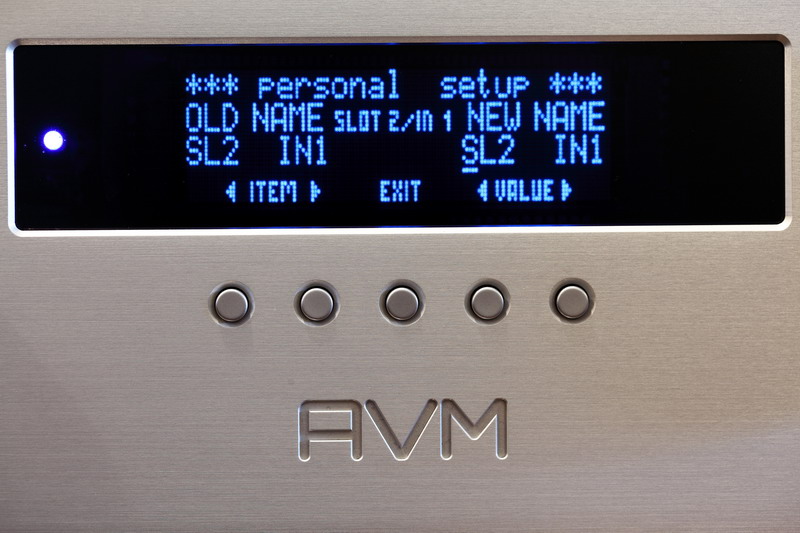 *** personal setup ***
OLD NAME SLOT 2/IN 1 NEW NAME
SL2 IN1 SL2 IN1
ITEM EXIT VALUE
AVM